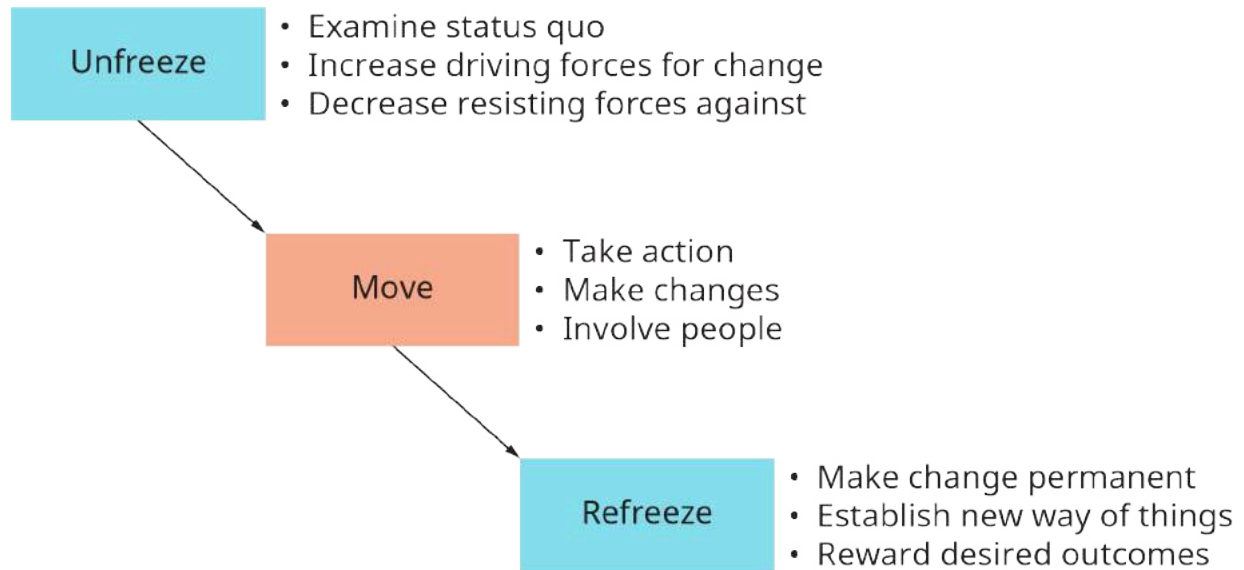 Unfreeze
• Examine status quo
• Increase driving forces for change
• Decrease resisting forces against
Move
• Take action
• Make changes
• Involve people
Refreeze
• Make change permanent
• Establish new way of things
• Reward desired outcomes